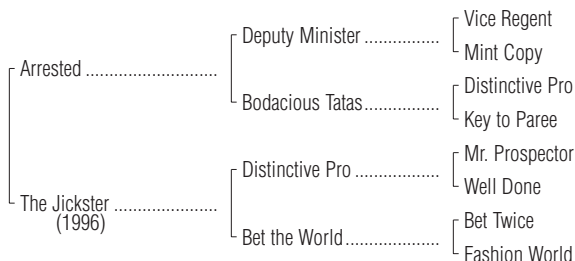 Vice Regent
Deputy Minister ................
Mint Copy
Arrested ...........................
Distinctive Pro
Bodacious Tatas................
Key to Paree
Mr. Prospector
Distinctive Pro ..................
Well Done
The Jickster .....................
(1996)
Bet Twice
Bet the World....................
Fashion World